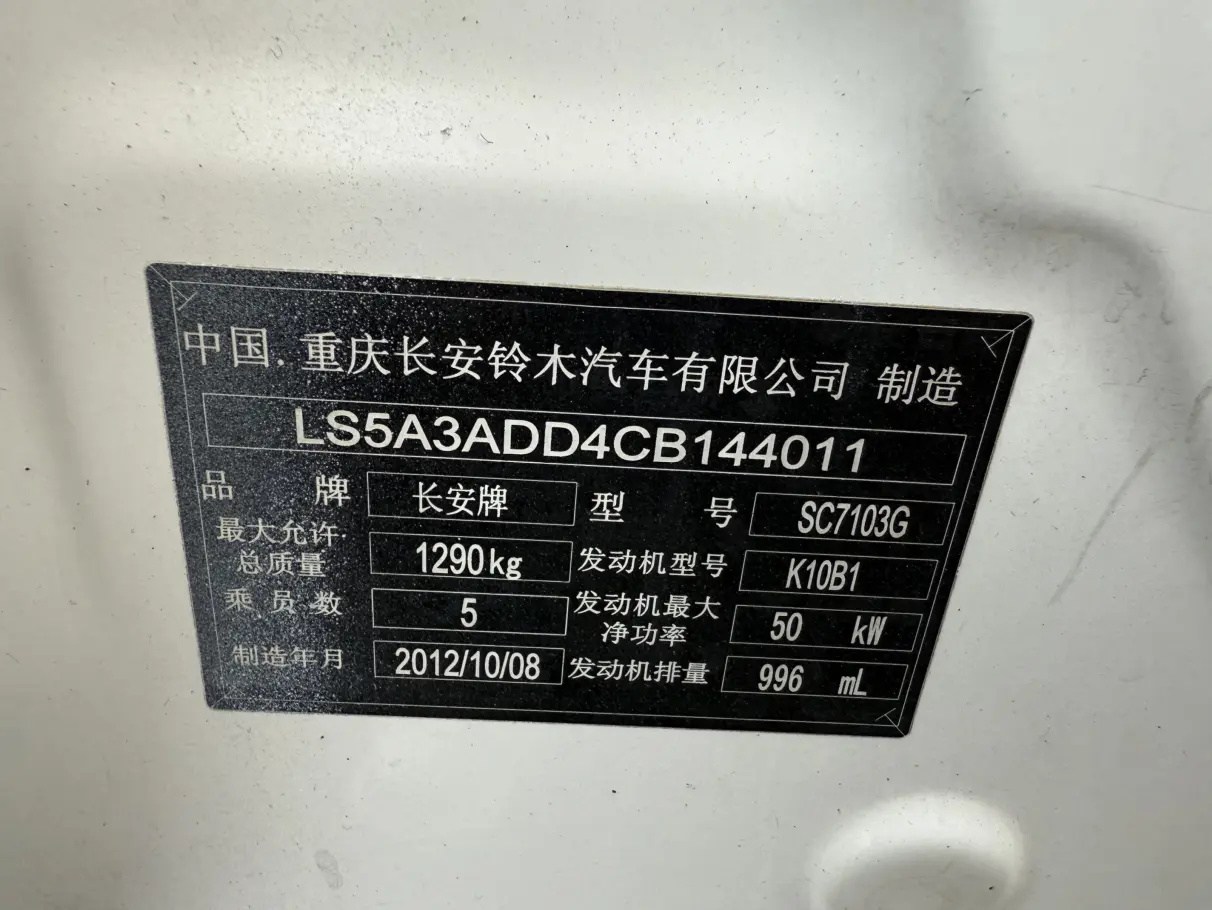 中国.重庆长安铃木汽车有限公司 制造
LS5A3ADD4CB144011
品 牌 长安牌 型 号 SC7103G
最大允许
总质量 1290kg 发动机型号 K10B1
乘员数 5 发动机最大
净功率 50 kW
制造年月 2012/10/08 发动机排量 996 mL